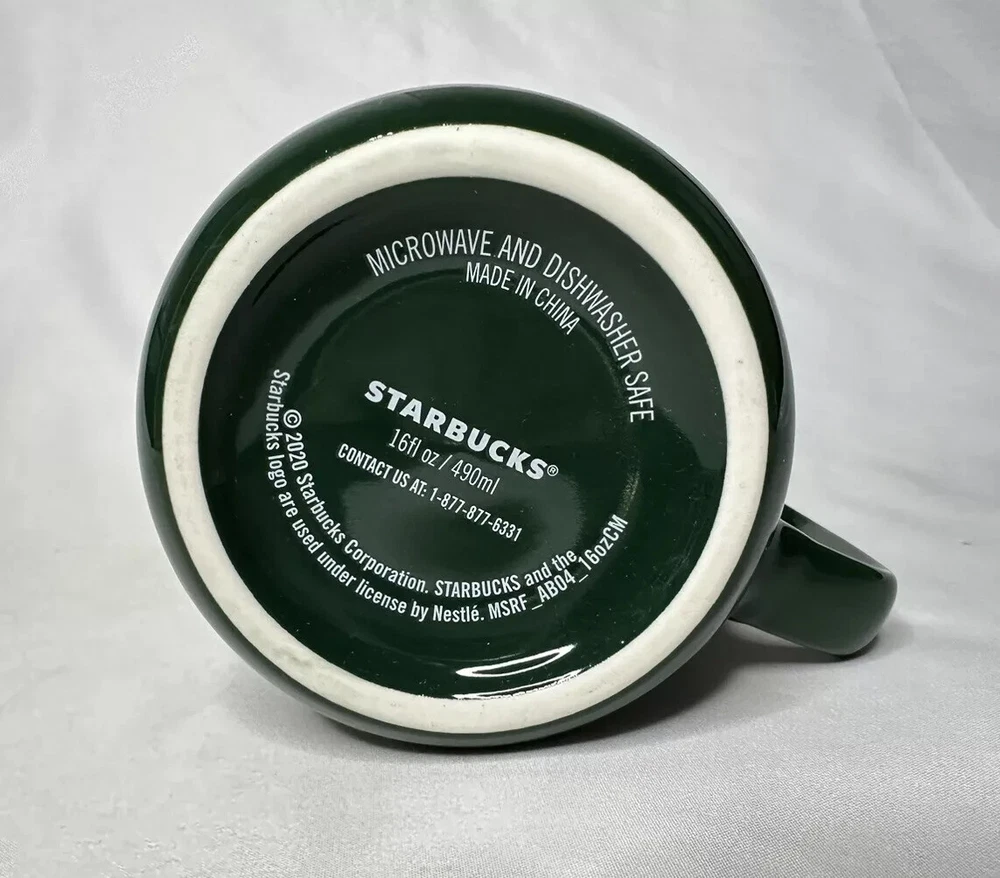 MICROWAVE AND DISHWASHER SAFE
MADE IN CHINA
STARBUCKS®
16fl oz / 490ml
CONTACT US AT: 1-877-877-6331
© 2020 Starbucks Corporation. STARBUCKS and the
Starbucks logo are used under license by Nestlé. MSRF_AB04_16ozCM